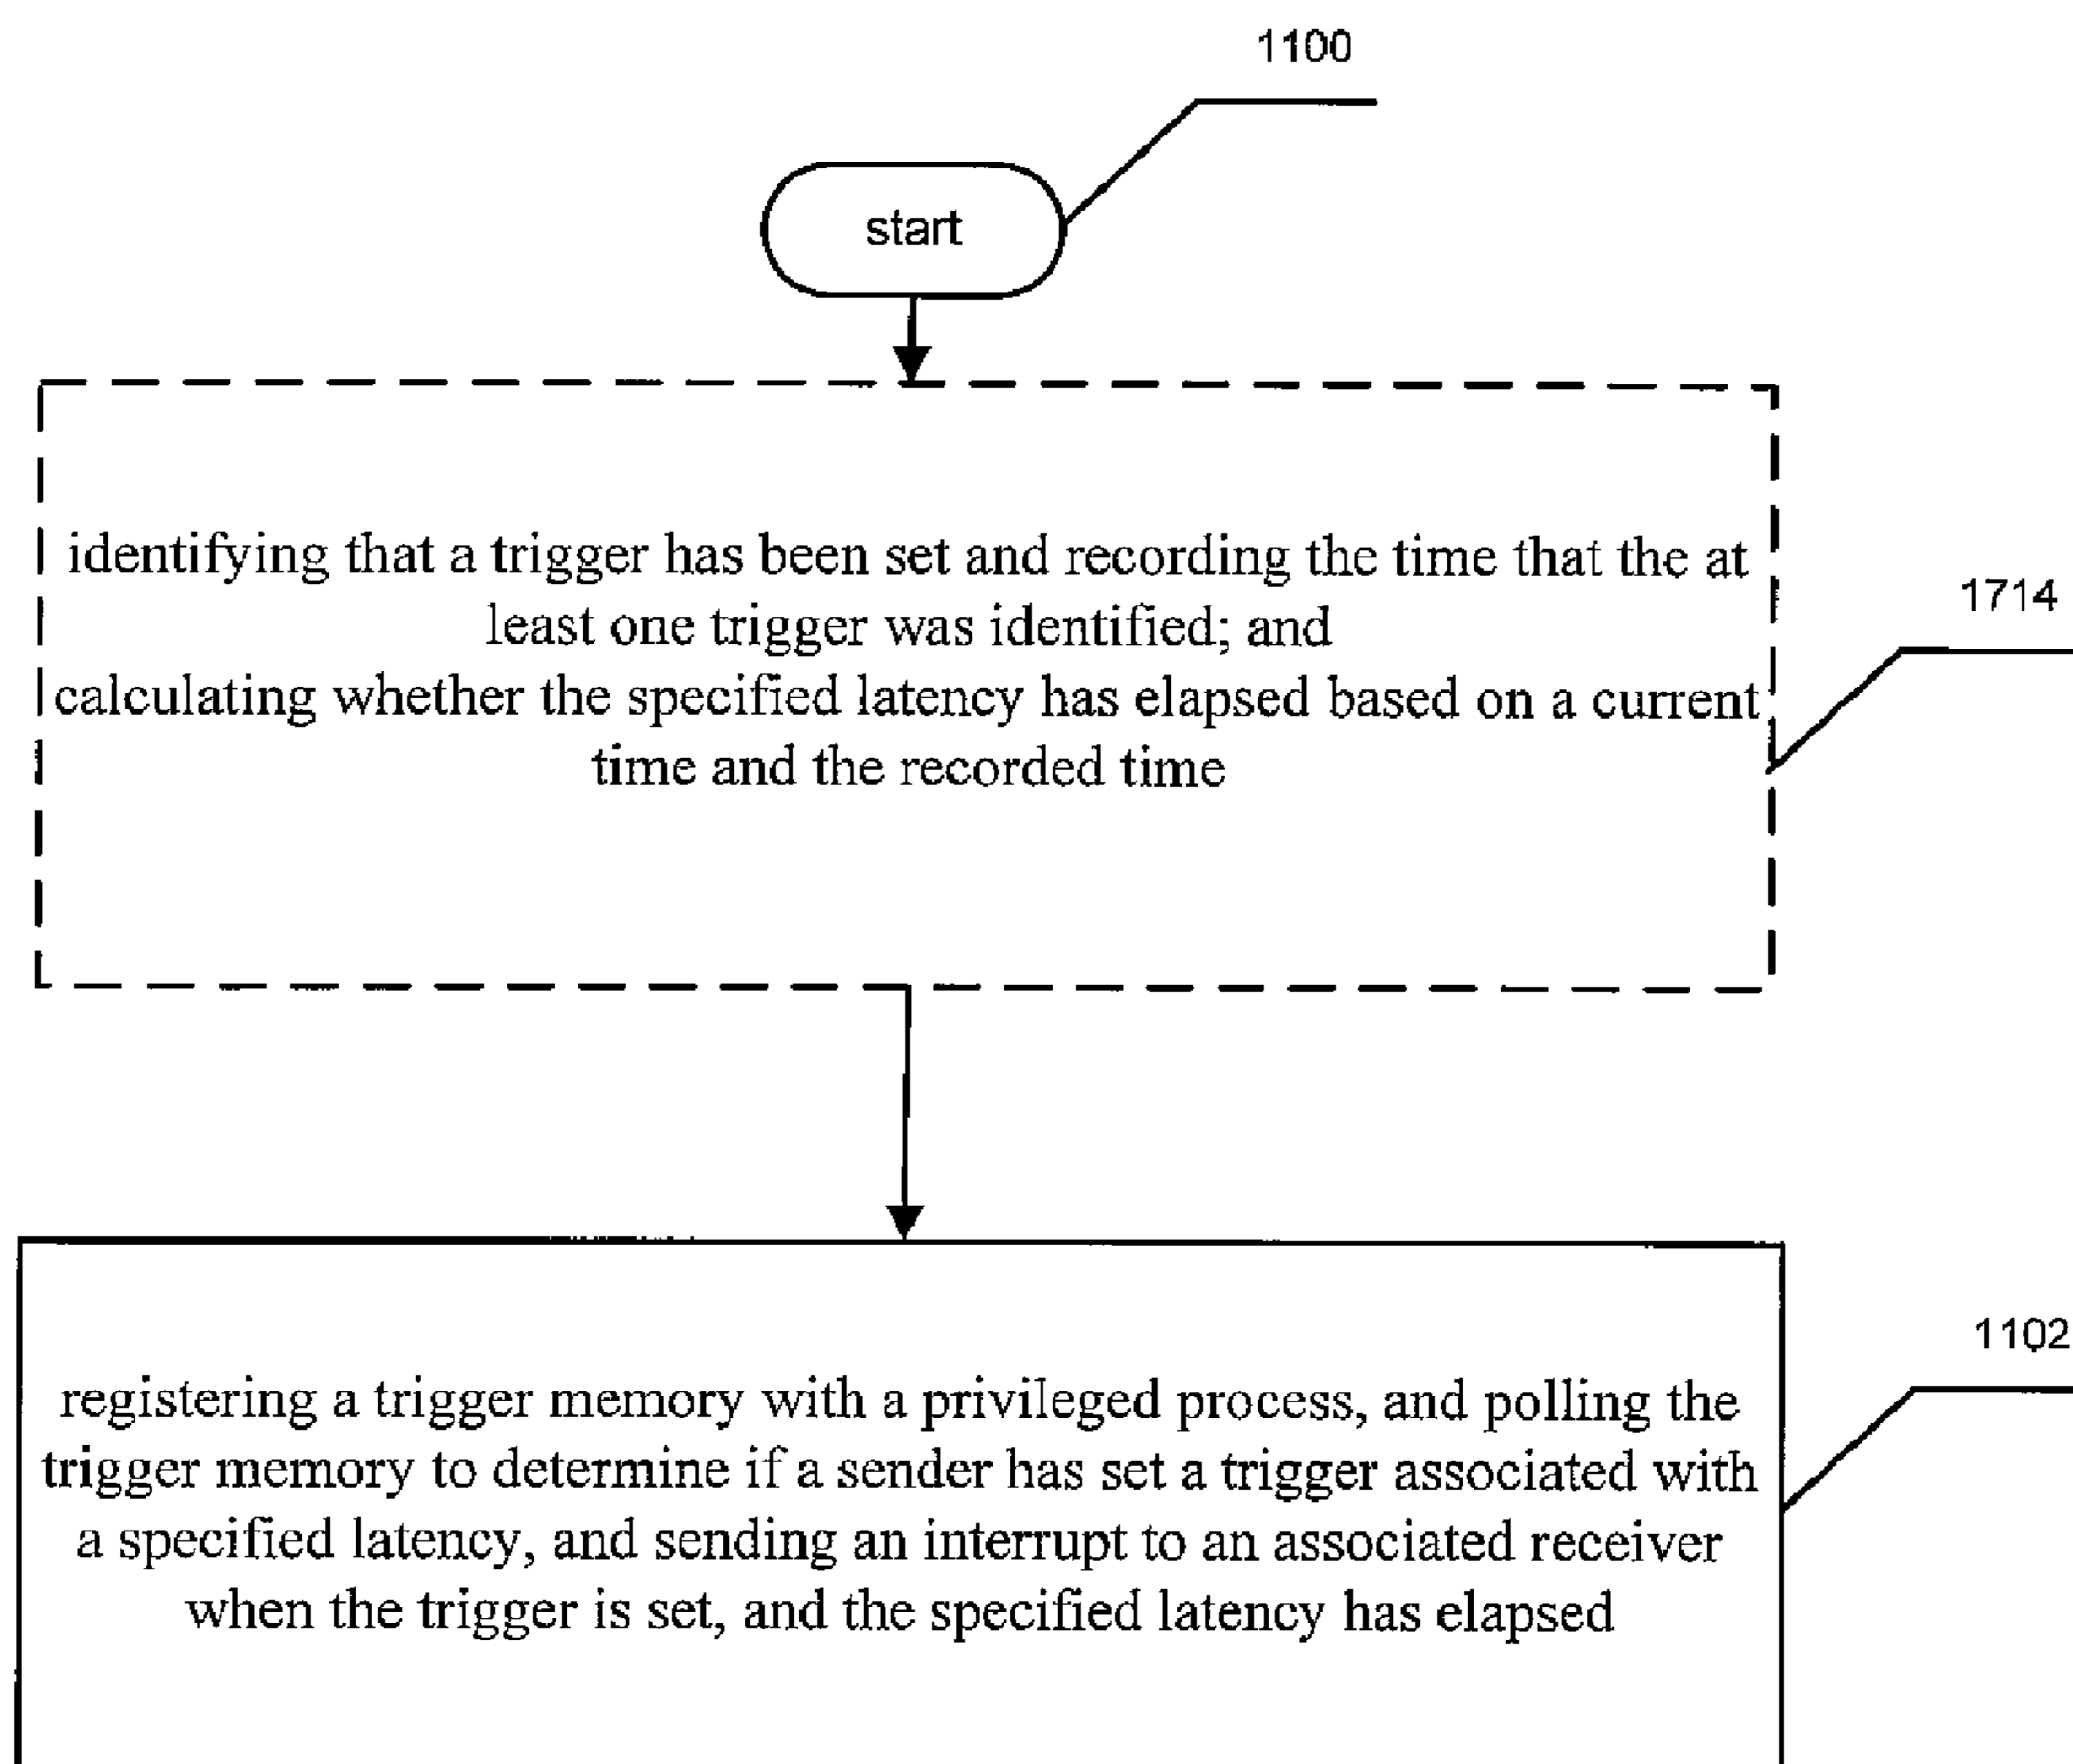 1100
start
identifying that a trigger has been set and recording the time that the at
least one trigger was identified; and
calculating whether the specified latency has elapsed based on a current
time and the recorded time
1714
1102
registering a trigger memory with a privileged process, and polling the
trigger memory to determine if a sender has set a trigger associated with
a specified latency, and sending an interrupt to an associated receiver
when the trigger is set, and the specified latency has elapsed